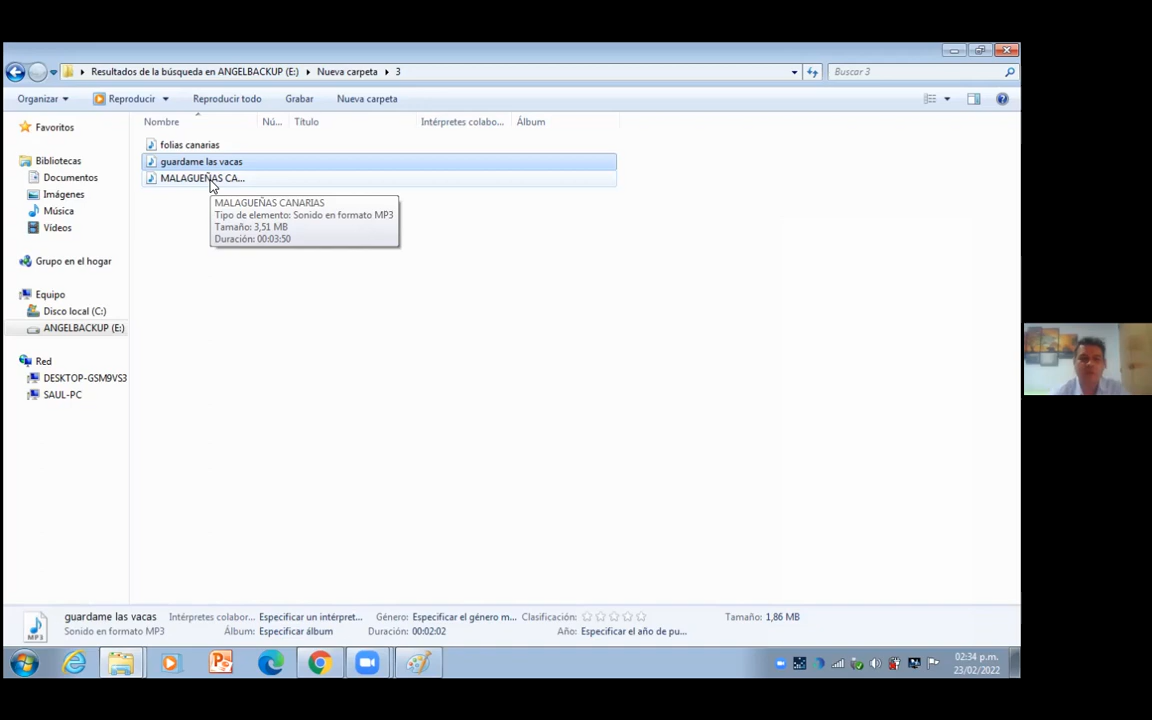 Resultados de la búsqueda en ANGELBACKUP (E:) Nueva carpeta 3
Buscar 3
Organizar Reproducir Reproducir todo Grabar Nueva carpeta
Nombre Nú... Título Intérpretes colabo... Álbum
Favoritos
Bibliotecas
Documentos
Imágenes
Música
Vídeos
Grupo en el hogar
Equipo
Disco local (C:)
ANGELBACKUP (E:)
Red
DESKTOP-GSM9VS3
SAUL-PC
folias canarias
guardame las vacas
MALAGUEÑAS CA...
MALAGUEÑAS CANARIAS
Tipo de elemento: Sonido en formato MP3
Tamaño: 3,51 MB
Duración: 00:03:50
guardame las vacas Intérpretes colabor... Especificar un intérpret... Género: Especificar el género m... Clasificación: Tamaño: 1,86 MB
Sonido en formato MP3 Álbum: Especificar álbum Duración: 00:02:02 Año: Especificar el año de pu...
MP3
02:34 p.m.
23/02/2022